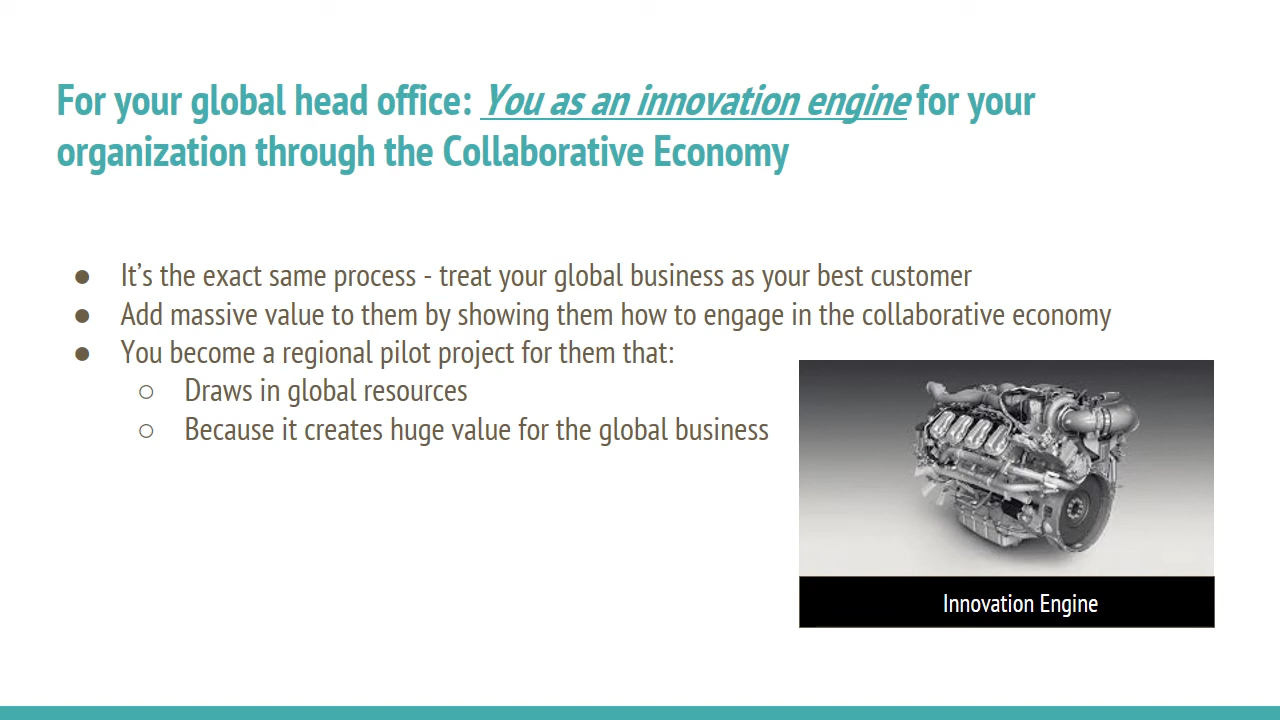 For your global head office: You as an innovation engine for your
organization through the Collaborative Economy
● It’s the exact same process - treat your global business as your best customer
● Add massive value to them by showing them how to engage in the collaborative economy
● You become a regional pilot project for them that:
○ Draws in global resources
○ Because it creates huge value for the global business
Innovation Engine